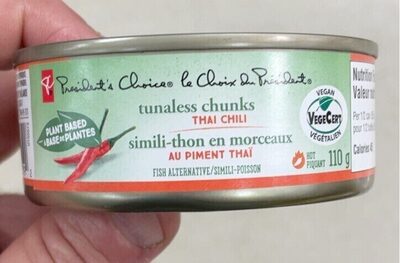 President's Choice® le Choix du Président®
tunaless chunks
THAI CHILI
simili-thon en morceaux
AU PIMENT THAÏ
FISH ALTERNATIVE/SIMILI-POISSON
PLANT BASED
À BASE DE PLANTES
VEGAN
VEGECERT
VÉGÉTALIEN
HOT
PIQUANT
110 g
Nutrition
Valeur
Calories